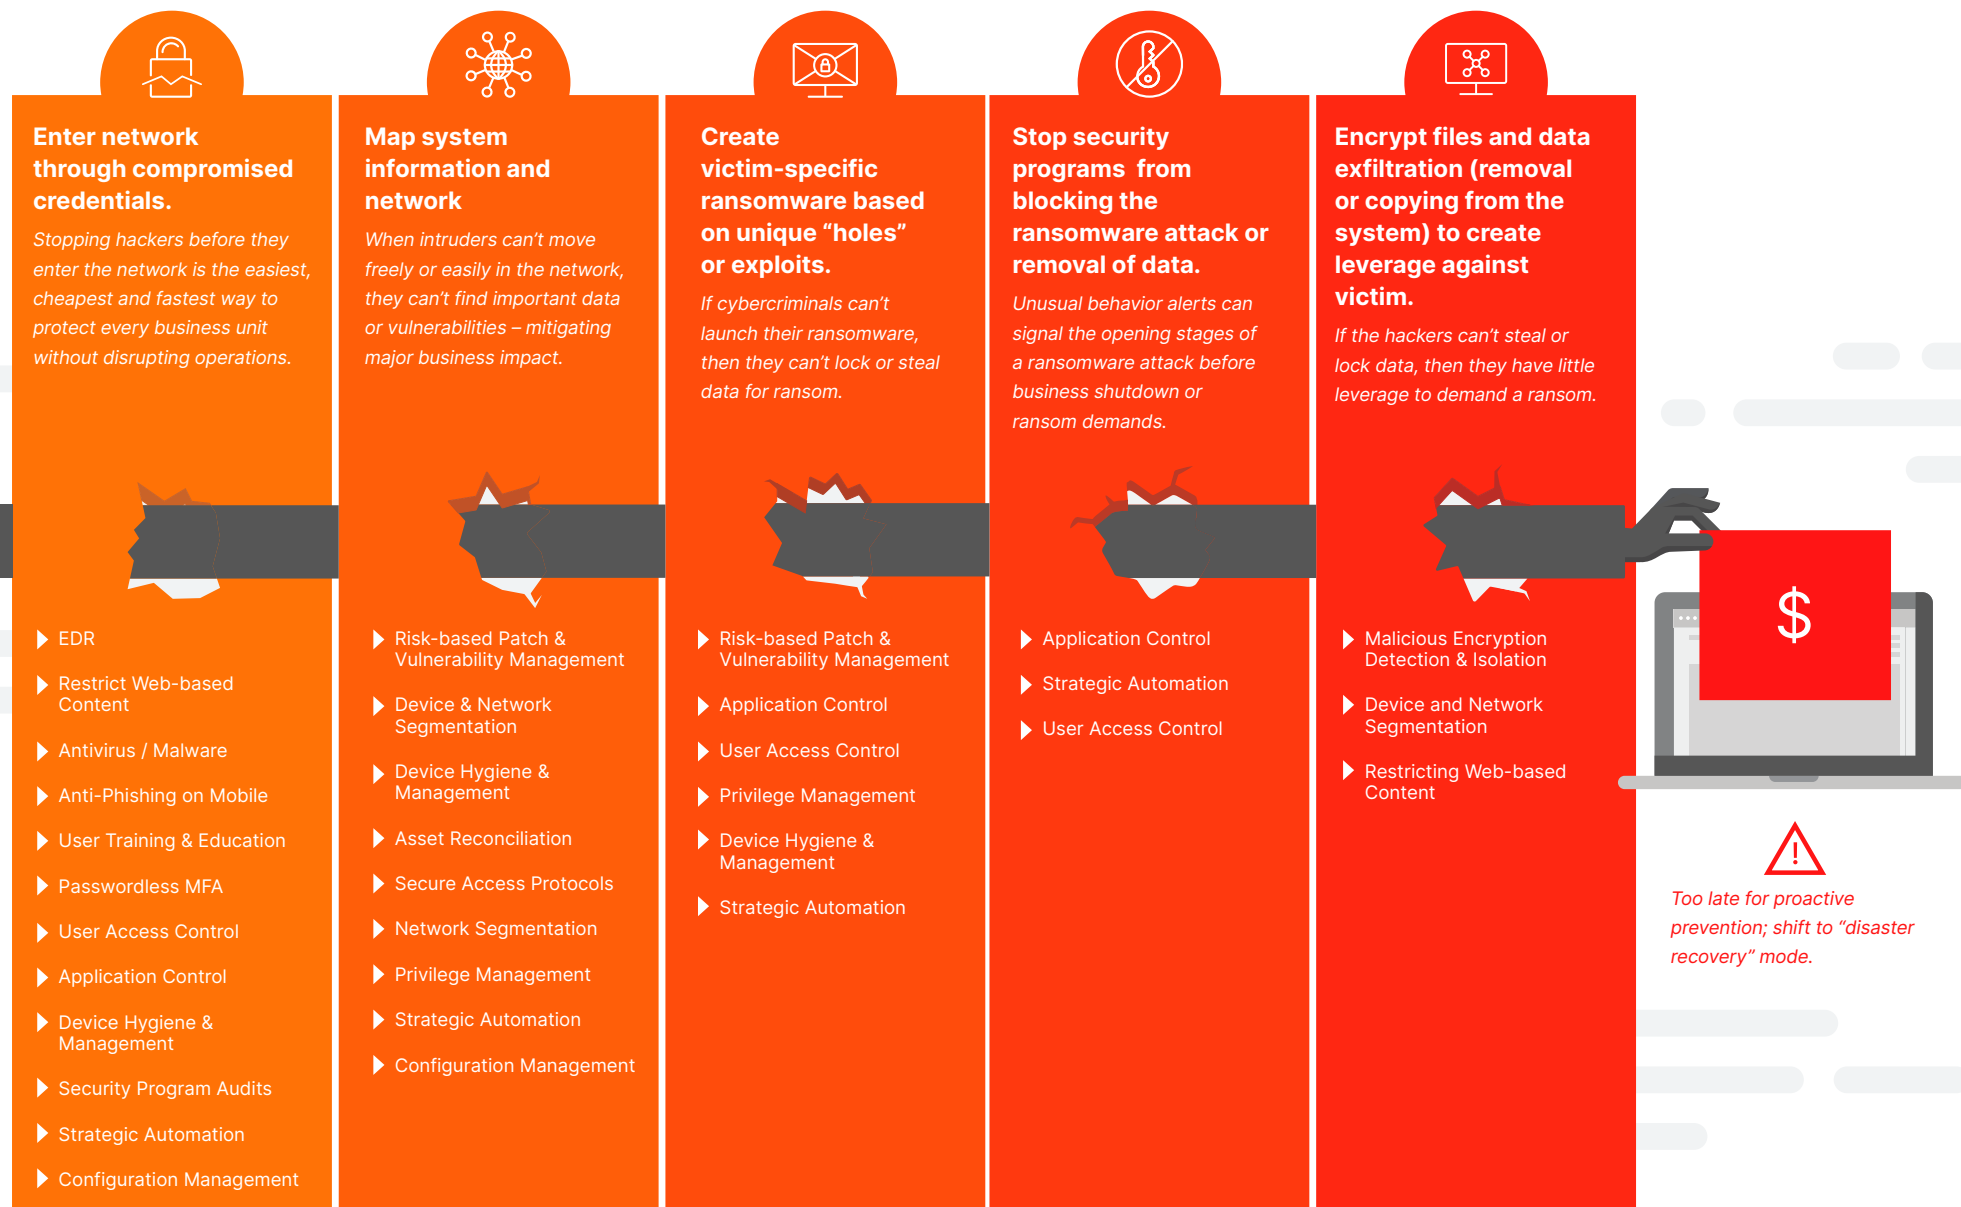 Enter network
through compromised
credentials.
Stopping hackers before they
enter the network is the easiest,
cheapest and fastest way to
protect every business unit
without disrupting operations.
EDR
Restrict Web-based
Content
Antivirus / Malware
Anti-Phishing on Mobile
User Training & Education
Passwordless MFA
User Access Control
Application Control
Device Hygiene &
Management
Security Program Audits
Strategic Automation
Configuration Management
Map system
information and
network
When intruders can’t move
freely or easily in the network,
they can’t find important data
or vulnerabilities – mitigating
major business impact.
Risk-based Patch &
Vulnerability Management
Device & Network
Segmentation
Device Hygiene &
Management
Asset Reconciliation
Secure Access Protocols
Network Segmentation
Privilege Management
Strategic Automation
Configuration Management
Create
victim-specific
ransomware based
on unique “holes”
or exploits.
If cybercriminals can’t
launch their ransomware,
then they can’t lock or steal
data for ransom.
Risk-based Patch &
Vulnerability Management
Application Control
User Access Control
Privilege Management
Device Hygiene &
Management
Strategic Automation
Stop security
programs from
blocking the
ransomware attack or
removal of data.
Unusual behavior alerts can
signal the opening stages of
a ransomware attack before
business shutdown or
ransom demands.
Application Control
Strategic Automation
User Access Control
Encrypt files and data
exfiltration (removal
or copying from the
system) to create
leverage against
victim.
If the hackers can’t steal or
lock data, then they have little
leverage to demand a ransom.
Malicious Encryption
Detection & Isolation
Device and Network
Segmentation
Restricting Web-based
Content
$
!
Too late for proactive
prevention; shift to “disaster
recovery” mode.